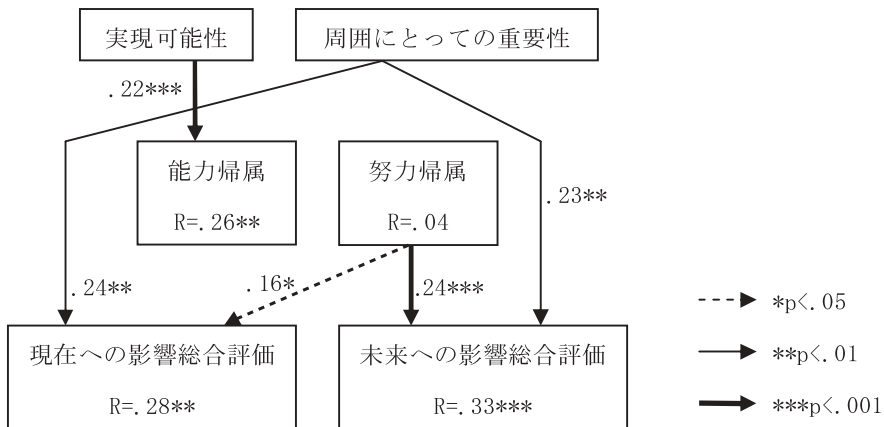 実現可能性
周囲にとっての重要性
.22***
能力帰属
R=.26**
努力帰属
R=.04
.23**
.24**
.16*
.24***
現在への影響総合評価
R=.28**
未来への影響総合評価
R=.33***
*p<.05
**p<.01
***p<.001